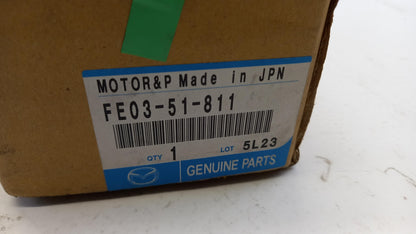 MOTOR&P Made in JPN
FE03-51-811
QTY 1 LOT 5L23
GENUINE PARTS